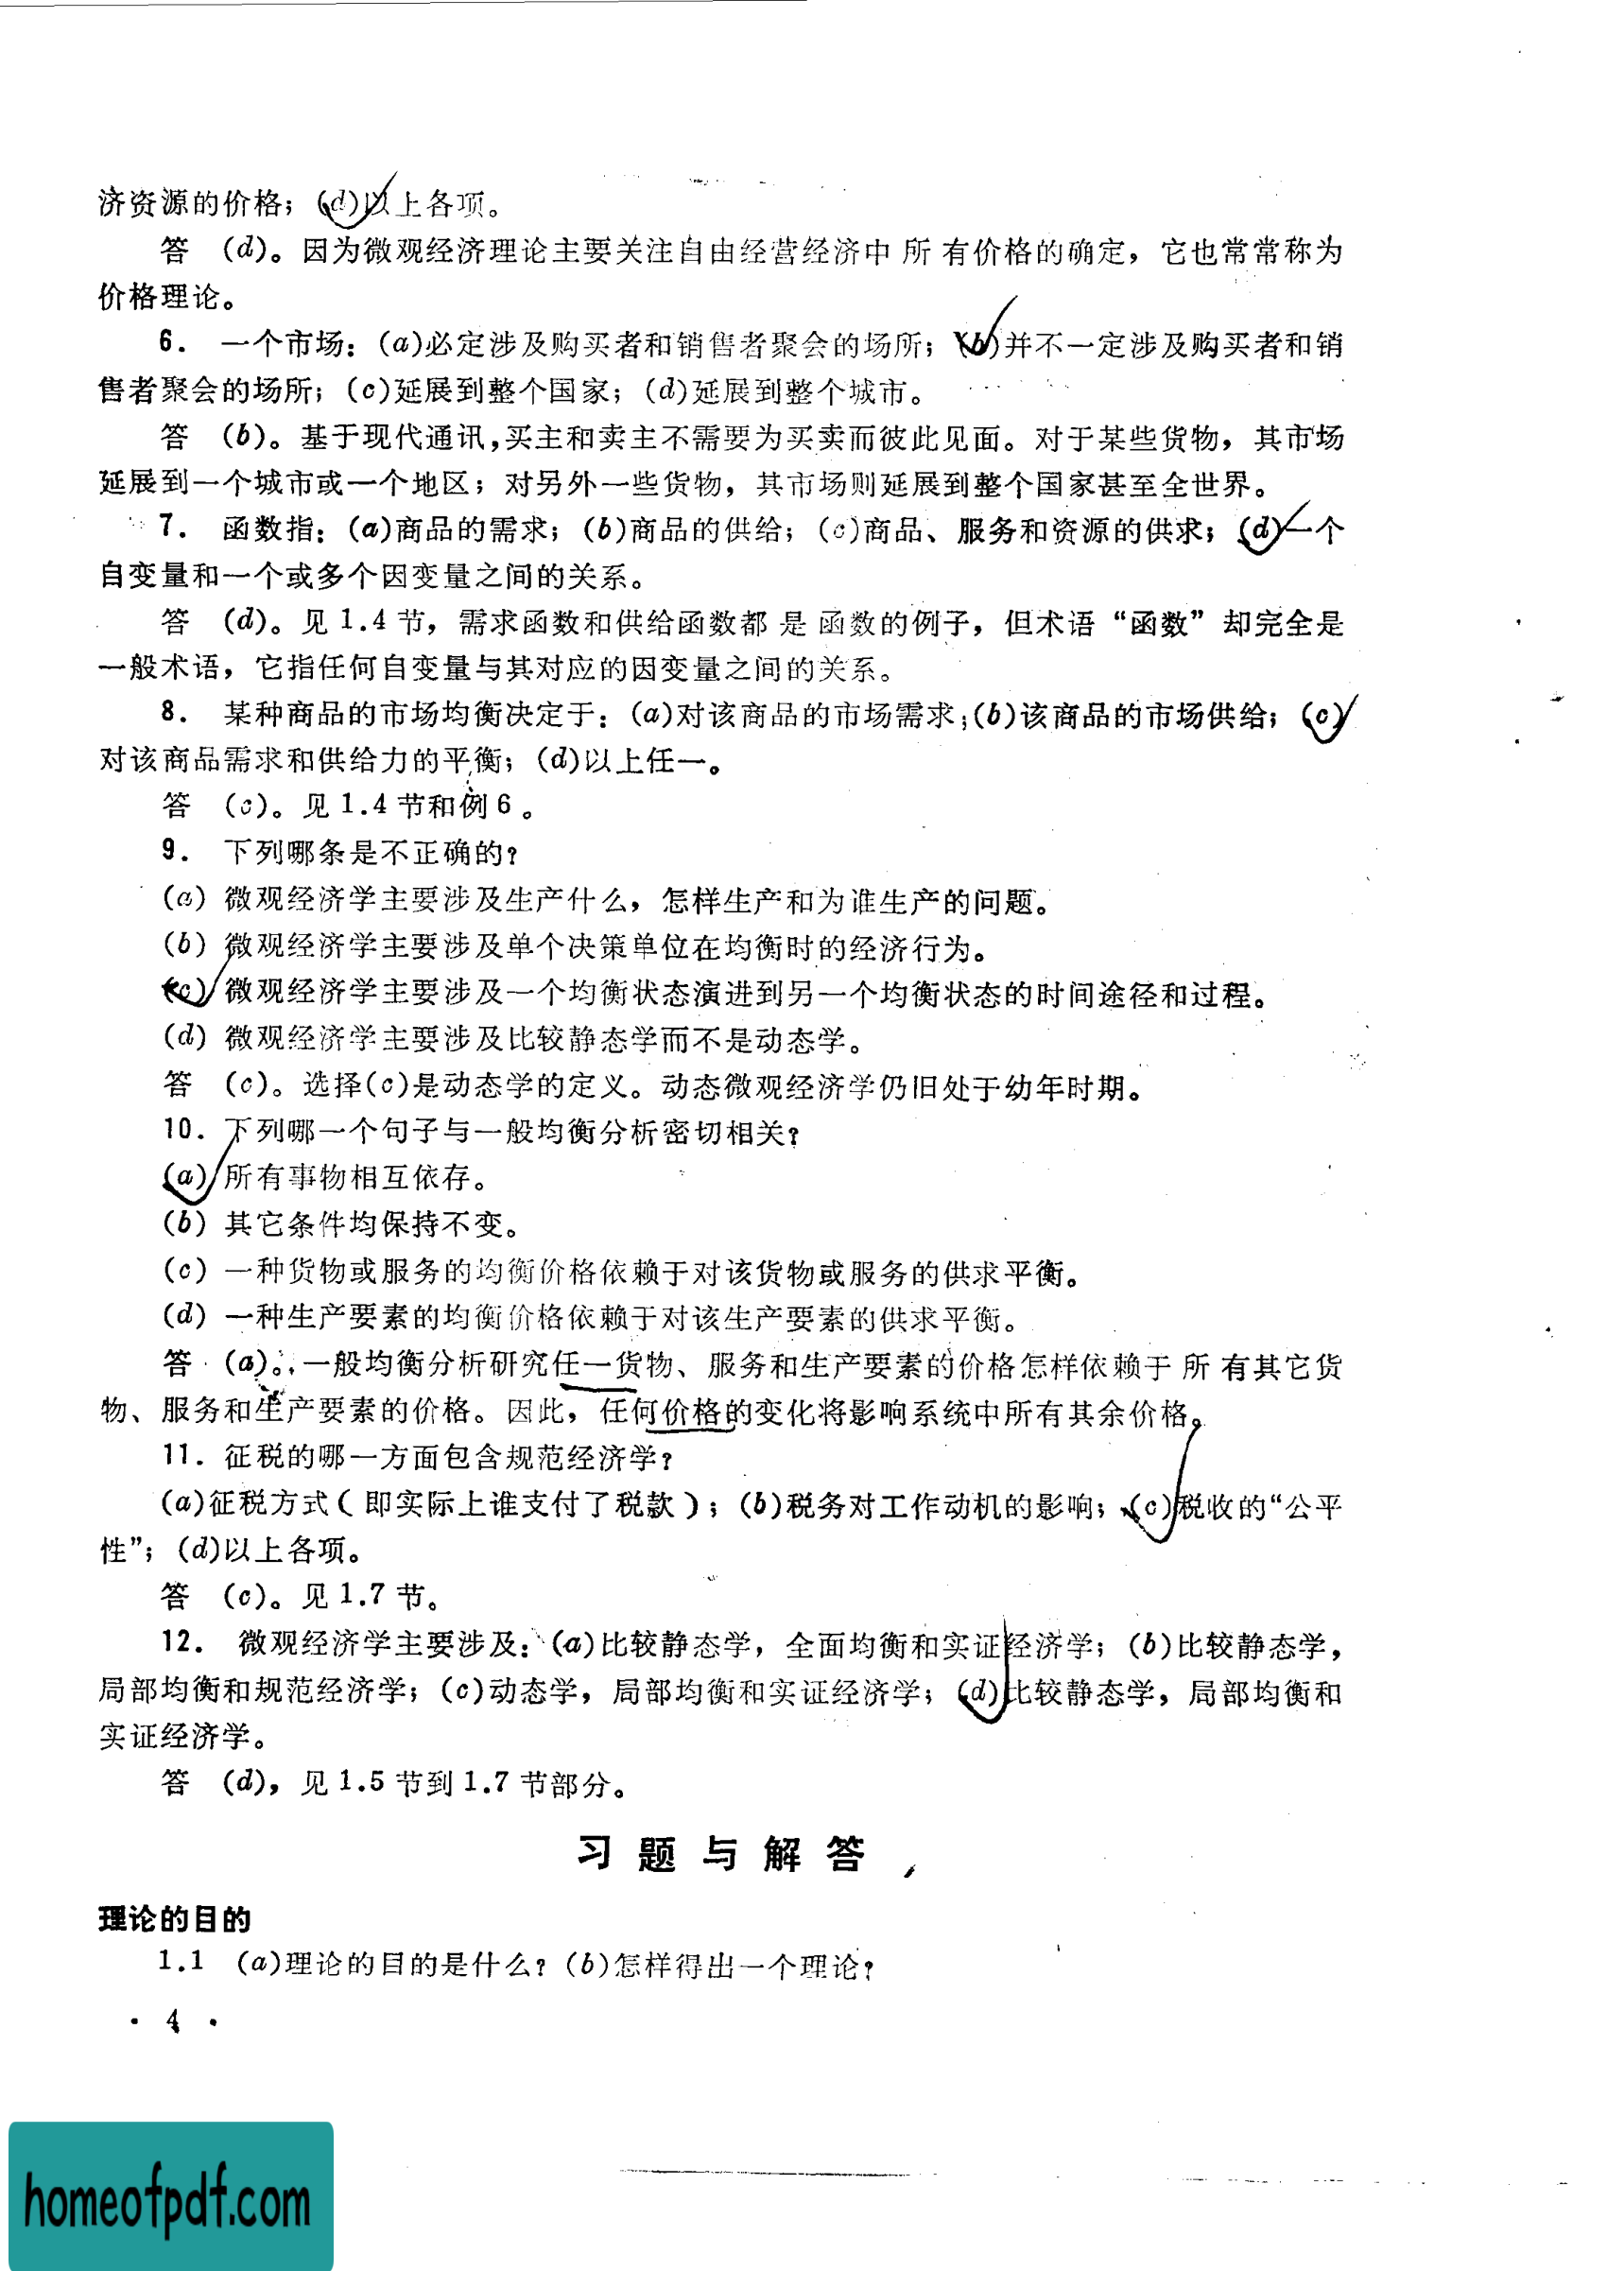 济资源的价格；(d)以上各项。
答 (d)。因为微观经济理论主要关注自由经营经济中所有价格的确定，它也常常称为
价格理论。
6. 一个市场：(a)必定涉及购买者和销售者聚会的场所；(b)并不一定涉及购买者和销
售者聚会的场所；(c)延展到整个国家；(d)延展到整个城市。
答 (b)。基于现代通讯，买主和卖主不需要为买卖而彼此见面。对于某些货物，其市场
延展到一个城市或一个地区；对另外一些货物，其市场则延展到整个国家甚至全世界。
7. 函数指：(a)商品的需求；(b)商品的供给；(c)商品、服务和资源的供求；(d)一个
自变量和一个或多个因变量之间的关系。
答 (d)。见1.4节，需求函数和供给函数都是函数的例子，但术语“函数”却完全是
一般术语，它指任何自变量与其对应的因变量之间的关系。
8. 某种商品的市场均衡决定于：(a)对该商品的市场需求；(b)该商品的市场供给；(c)
对该商品需求和供给力的平衡；(d)以上任一。
答 (c)。见1.4节和例6。
9. 下列哪条是不正确的？
(a) 微观经济学主要涉及生产什么，怎样生产和为谁生产的问题。
(b) 微观经济学主要涉及单个决策单位在均衡时的经济行为。
(c) 微观经济学主要涉及一个均衡状态演进到另一个均衡状态的时间途径和过程。
(d) 微观经济学主要涉及比较静态学而不是动态学。
答 (c)。选择(c)是动态学的定义。动态微观经济学仍旧处于幼年时期。
10. 下列哪一个句子与一般均衡分析密切相关？
(a) 所有事物相互依存。
(b) 其它条件均保持不变。
(c) 一种货物或服务的均衡价格依赖于对该货物或服务的供求平衡。
(d) 一种生产要素的均衡价格依赖于对该生产要素的供求平衡。
答 (a)。一般均衡分析研究任一货物、服务和生产要素的价格怎样依赖于所有其它货
物、服务和生产要素的价格。因此，任何价格的变化将影响系统中所有其余价格。
11. 征税的哪一方面包含规范经济学？
(a)征税方式（即实际上谁支付了税款）；(b)税务对工作动机的影响；(c)税收的“公平
性”；(d)以上各项。
答 (c)。见1.7节。
12. 微观经济学主要涉及：(a)比较静态学，全面均衡和实证经济学；(b)比较静态学，
局部均衡和规范经济学；(c)动态学，局部均衡和实证经济学；(d)比较静态学，局部均衡和
实证经济学。
答 (d)，见1.5节到1.7节部分。
习题与解答
理论的目的
1.1 (a)理论的目的是什么？(b)怎样得出一个理论？
· 4 ·
homeofpdf.com